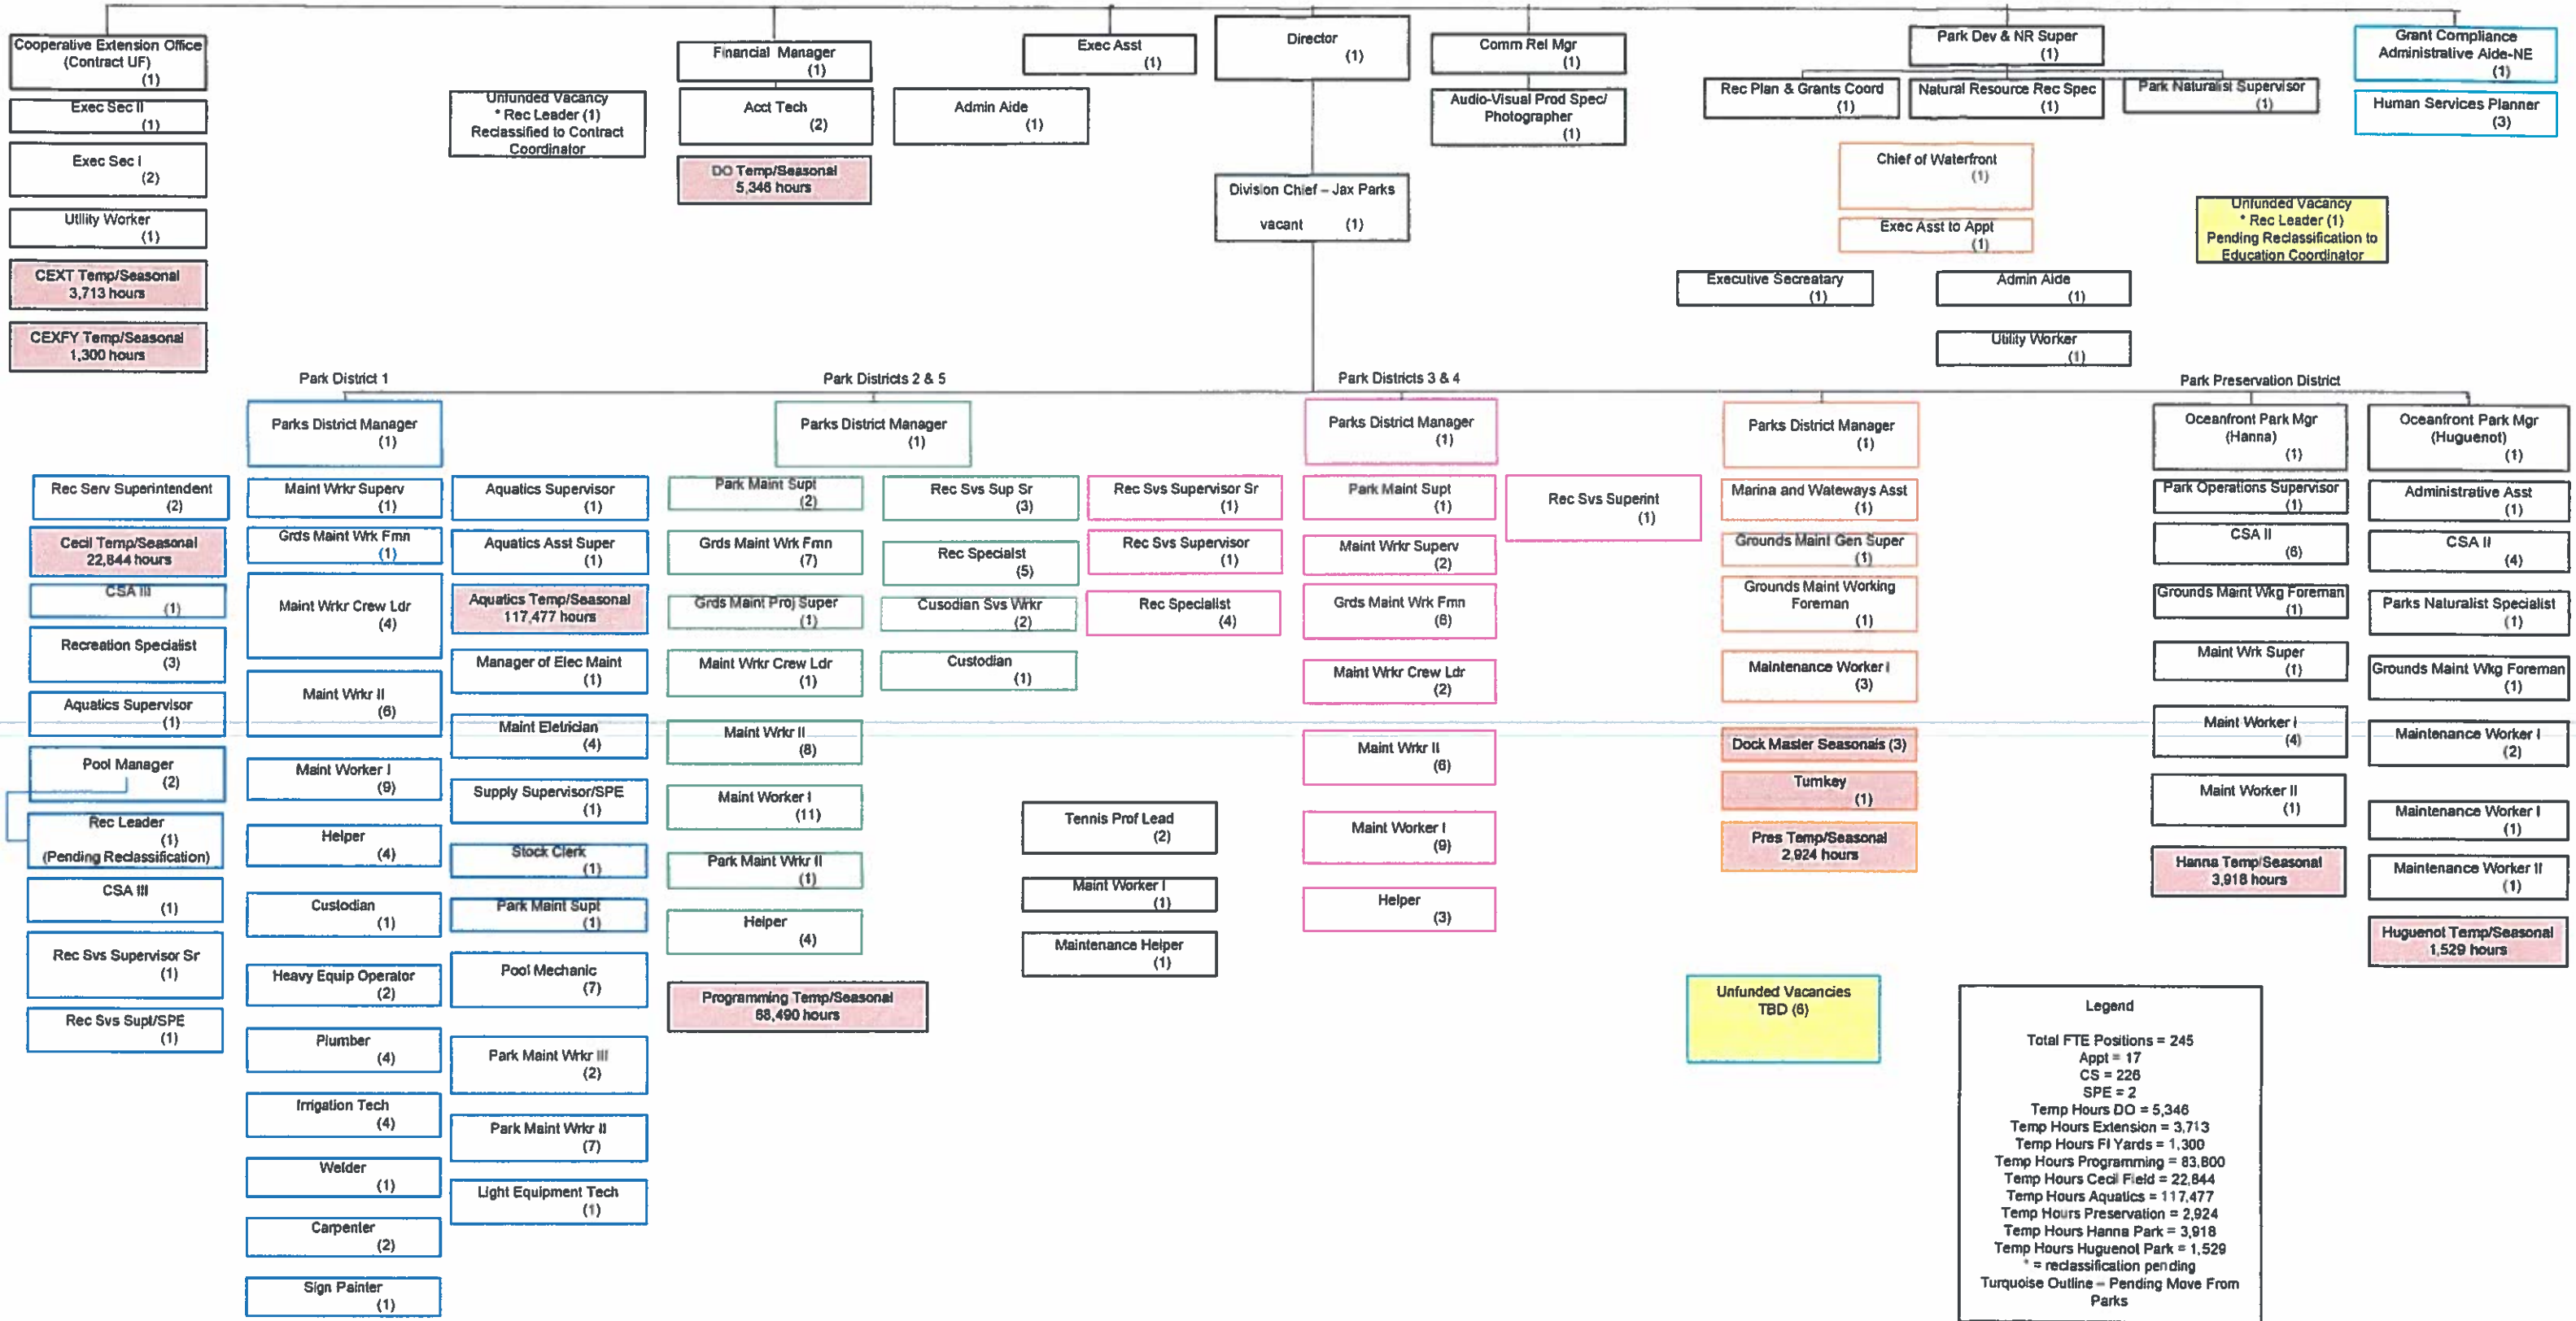 Cooperative Extension Office
(Contract UF)
(1)
Exec Sec II
(1)
Exec Sec I
(2)
Utility Worker
(1)
CEXT Temp/Seasonal
3,713 hours
CEXFY Temp/Seasonal
1,300 hours
Unfunded Vacancy
* Rec Leader (1)
Reclassified to Contract
Coordinator
Financial Manager
(1)
Acct Tech
(2)
DO Temp/Seasonal
5,346 hours
Admin Aide
(1)
Exec Asst
(1)
Director
(1)
Division Chief – Jax Parks
vacant (1)
Comm Rel Mgr
(1)
Audio-Visual Prod Spec/
Photographer
(1)
Park Dev & NR Super
(1)
Rec Plan & Grants Coord
(1)
Natural Resource Rec Spec
(1)
Park Naturalist Supervisor
(1)
Chief of Waterfront
(1)
Exec Asst to Appt
(1)
Executive Secreatary
(1)
Admin Aide
(1)
Utility Worker
(1)
Grant Compliance
Administrative Aide-NE
(1)
Human Services Planner
(3)
Unfunded Vacancy
* Rec Leader (1)
Pending Reclassification to
Education Coordinator
Park District 1
Park Districts 2 & 5
Park Districts 3 & 4
Park Preservation District
Parks District Manager
(1)
Rec Serv Superintendent
(2)
Cecil Temp/Seasonal
22,844 hours
CSA III
(1)
Recreation Specialist
(3)
Aquatics Supervisor
(1)
Pool Manager
(2)
Rec Leader
(1)
(Pending Reclassification)
CSA III
(1)
Rec Svs Supervisor Sr
(1)
Rec Svs Supt/SPE
(1)
Maint Wrkr Superv
(1)
Grds Maint Wrk Fmn
(1)
Maint Wrkr Crew Ldr
(4)
Maint Wrkr II
(6)
Maint Worker I
(9)
Helper
(4)
Custodian
(1)
Heavy Equip Operator
(2)
Plumber
(4)
Irrigation Tech
(4)
Welder
(1)
Carpenter
(2)
Sign Painter
(1)
Aquatics Supervisor
(1)
Aquatics Asst Super
(1)
Aquatics Temp/Seasonal
117,477 hours
Manager of Elec Maint
(1)
Maint Eletrician
(4)
Supply Supervisor/SPE
(1)
Stock Clerk
(1)
Park Maint Supt
(1)
Pool Mechanic
(7)
Park Maint Wrkr III
(2)
Park Maint Wrkr II
(7)
Light Equipment Tech
(1)
Parks District Manager
(1)
Park Maint Supt
(2)
Grds Maint Wrk Fmn
(7)
Grds Maint Proj Super
(1)
Maint Wrkr Crew Ldr
(1)
Maint Wrkr II
(8)
Maint Worker I
(11)
Park Maint Wrkr II
(1)
Helper
(4)
Programming Temp/Seasonal
68,490 hours
Rec Svs Sup Sr
(3)
Rec Specialst
(5)
Cusodian Svs Wrkr
(2)
Custodian
(1)
Tennis Prof Lead
(2)
Maint Worker I
(1)
Maintenance Helper
(1)
Parks District Manager
(1)
Rec Svs Supervisor Sr
(1)
Rec Svs Supervisor
(1)
Rec Specialist
(4)
Park Maint Supt
(1)
Maint Wrkr Superv
(2)
Grds Maint Wrk Fmn
(6)
Maint Wrkr Crew Ldr
(2)
Maint Wrkr II
(6)
Maint Worker I
(9)
Helper
(3)
Rec Svs Superint
(1)
Parks District Manager
(1)
Marina and Wateways Asst
(1)
Grounds Maint Gen Super
(1)
Grounds Maint Working
Foreman
(1)
Maintenance Worker I
(3)
Dock Master Seasonals (3)
Turnkey
(1)
Pres Temp/Seasonal
2,924 hours
Unfunded Vacancies
TBD (6)
Oceanfront Park Mgr
(Hanna)
(1)
Park Operations Supervisor
(1)
CSA II
(6)
Grounds Maint Wkg Foreman
(1)
Maint Wrk Super
(1)
Maint Worker I
(4)
Maint Worker II
(1)
Hanna Temp/Seasonal
3,918 hours
Oceanfront Park Mgr
(Huguenot)
(1)
Administrative Asst
(1)
CSA II
(4)
Parks Naturalist Specialist
(1)
Grounds Maint Wkg Foreman
(1)
Maintenance Worker I
(2)
Maintenance Worker I
(1)
Maintenance Worker II
(1)
Huguenot Temp/Seasonal
1,529 hours
Legend
Total FTE Positions = 245
Appt = 17
CS = 226
SPE = 2
Temp Hours DO = 5,346
Temp Hours Extension = 3,713
Temp Hours Fl Yards = 1,300
Temp Hours Programming = 83,800
Temp Hours Cecil Field = 22,844
Temp Hours Aquatics = 117,477
Temp Hours Preservation = 2,924
Temp Hours Hanna Park = 3,918
Temp Hours Huguenot Park = 1,529
* = reclassification pending
Turquoise Outline – Pending Move From
Parks